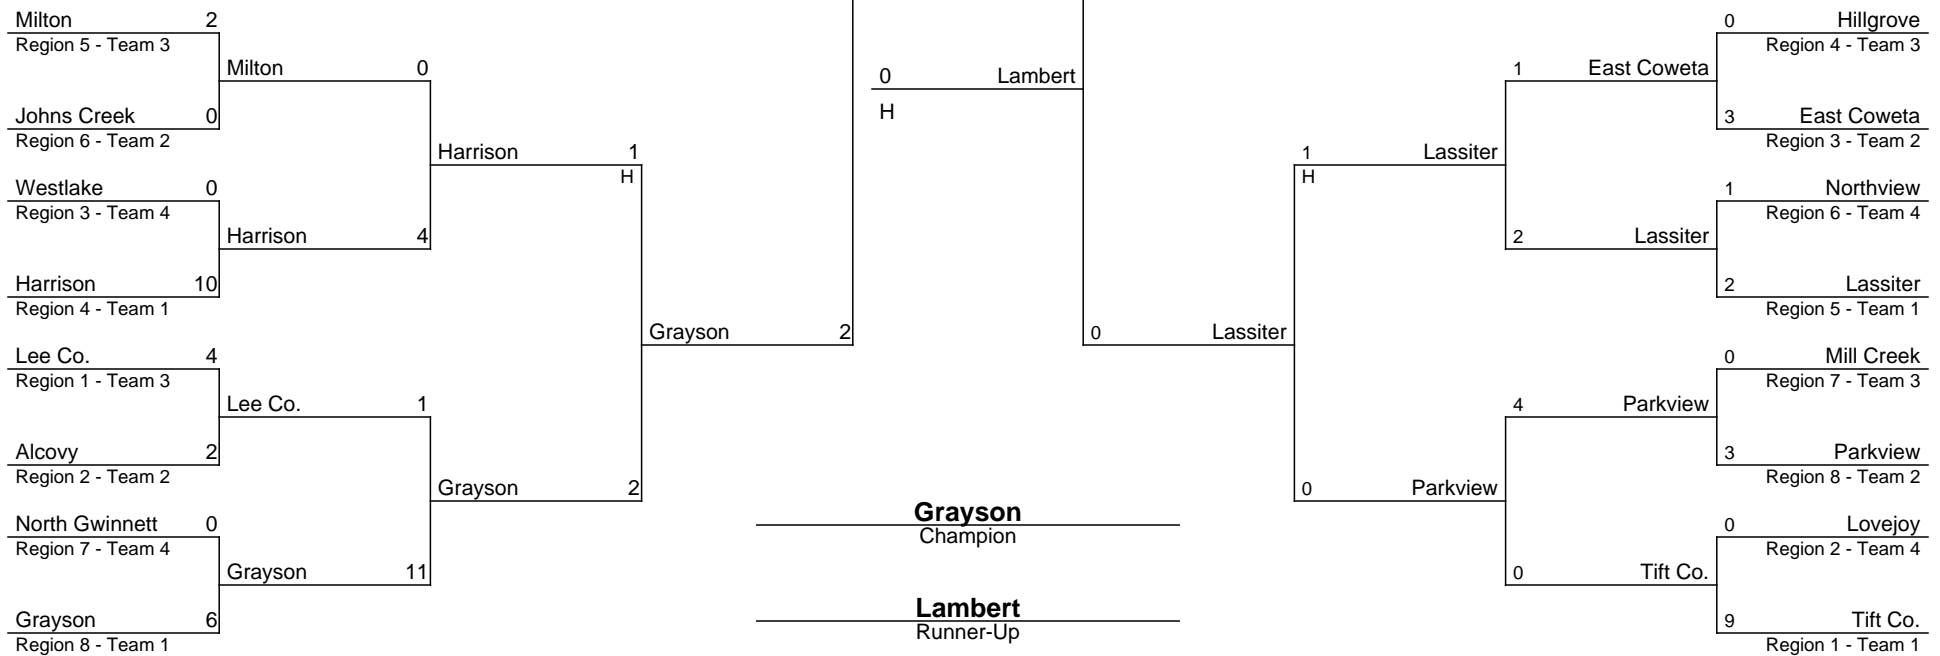 Milton 2
Region 5 - Team 3
Johns Creek 0
Region 6 - Team 2
Westlake 0
Region 3 - Team 4
Harrison 10
Region 4 - Team 1
Lee Co. 4
Region 1 - Team 3
Alcovy 2
Region 2 - Team 2
North Gwinnett 0
Region 7 - Team 4
Grayson 6
Region 8 - Team 1
Milton 0
Harrison 4
Lee Co. 1
Grayson 11
Harrison 1
H
Grayson 2
Grayson 2
0 Lambert
H
Grayson
Champion
Lambert
Runner-Up
0 Lassiter
1 Lassiter
H
0 Parkview
1 East Coweta
2 Lassiter
4 Parkview
0 Tift Co.
0 Hillgrove
Region 4 - Team 3
3 East Coweta
Region 3 - Team 2
1 Northview
Region 6 - Team 4
2 Lassiter
Region 5 - Team 1
0 Mill Creek
Region 7 - Team 3
3 Parkview
Region 8 - Team 2
0 Lovejoy
Region 2 - Team 4
9 Tift Co.
Region 1 - Team 1